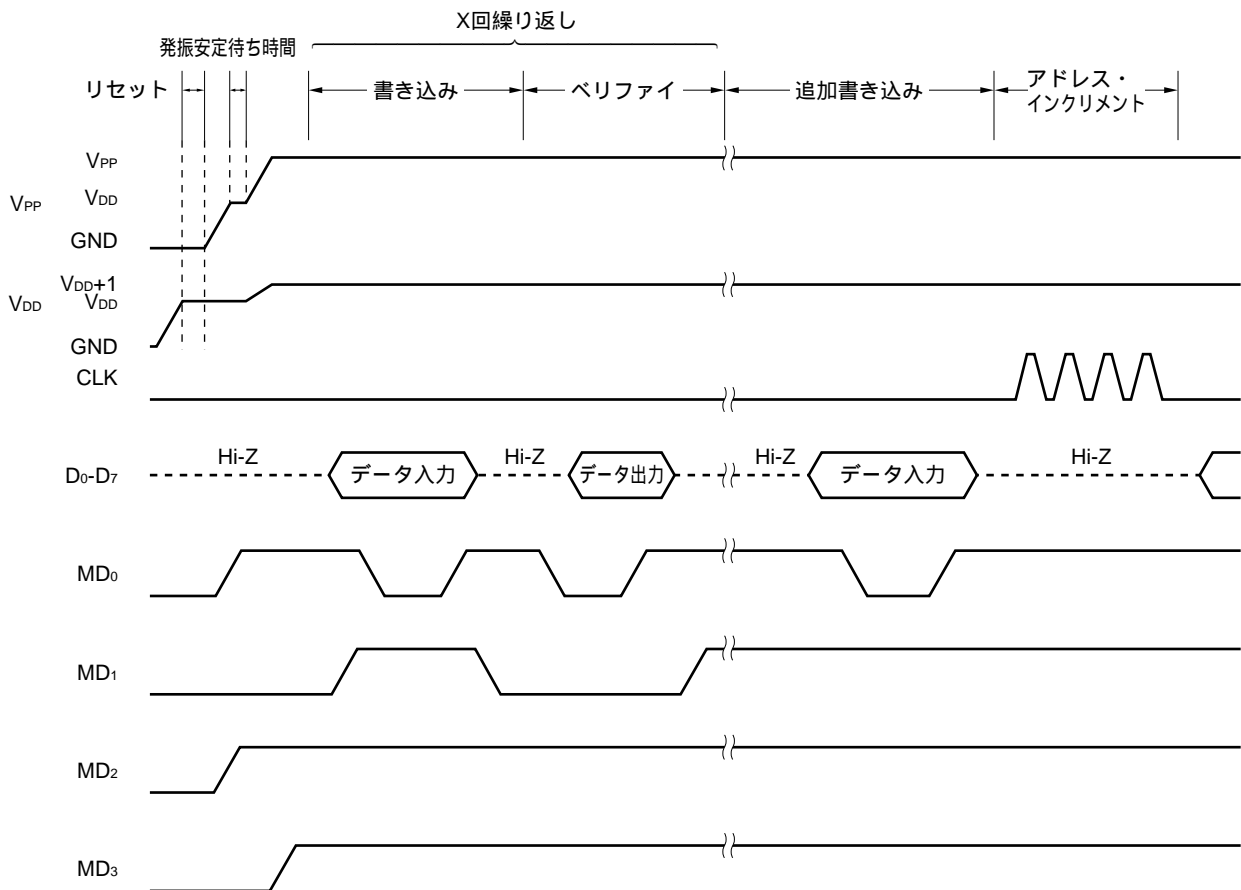 X回繰り返し
発振安定待ち時間
リセット 書き込み ベリファイ 追加書き込み アドレス・
インクリメント
VPP
VPP VDD
GND
VDD+1
VDD VDD
GND
CLK
D0-D7 Hi-Z データ入力 Hi-Z データ出力 Hi-Z データ入力 Hi-Z
MD0
MD1
MD2
MD3